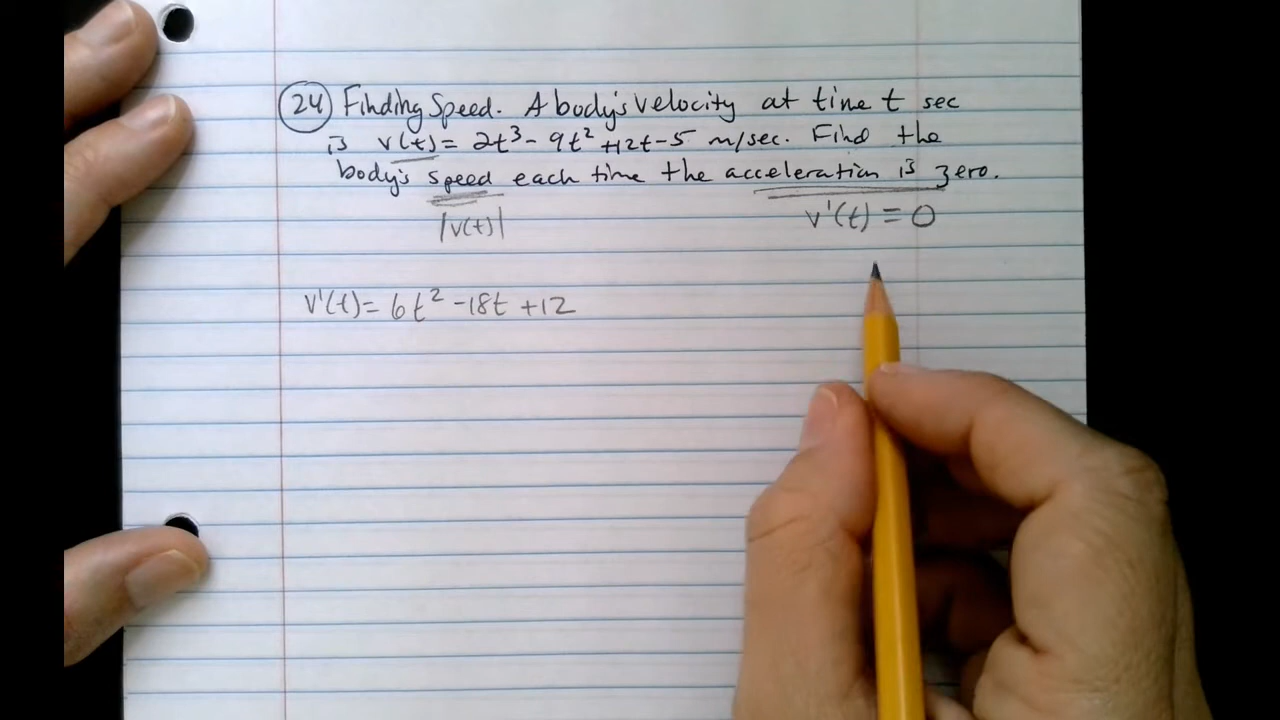 24 Finding Speed. A body's velocity at time t sec
is v(t) = 2t³ - 9t² + 12t - 5 m/sec. Find the
body's speed each time the acceleration is zero.
|v(t)| v'(t) = 0
v'(t) = 6t² - 18t + 12